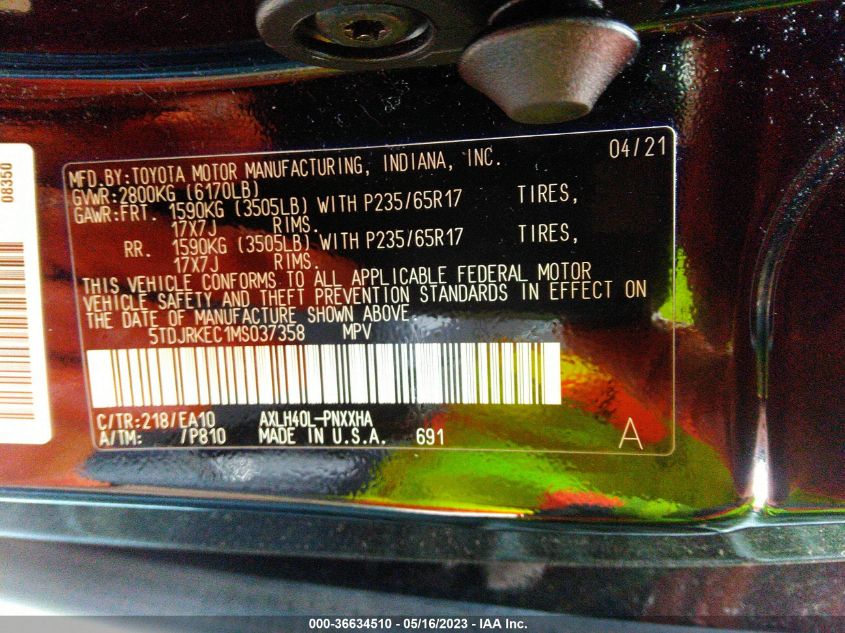 08350
MFD.BY:TOYOTA MOTOR MANUFACTURING, INDIANA, INC. 04/21
GVWR:2800KG (6170LB)
GAWR:FRT. 1590KG (3505LB) WITH P235/65R17 TIRES,
17X7J RIMS.
RR. 1590KG (3505LB) WITH P235/65R17 TIRES,
17X7J RIMS.
THIS VEHICLE CONFORMS TO ALL APPLICABLE FEDERAL MOTOR
VEHICLE SAFETY AND THEFT PREVENTION STANDARDS IN EFFECT ON
THE DATE OF MANUFACTURE SHOWN ABOVE.
5TDJRKEC1MS037358 MPV
C/TR:218/EA10 AXLH40L-PNXXHA
A/TM: /P810 MADE IN U.S.A. 691 A
000-36634510 - 05/16/2023 - IAA Inc.